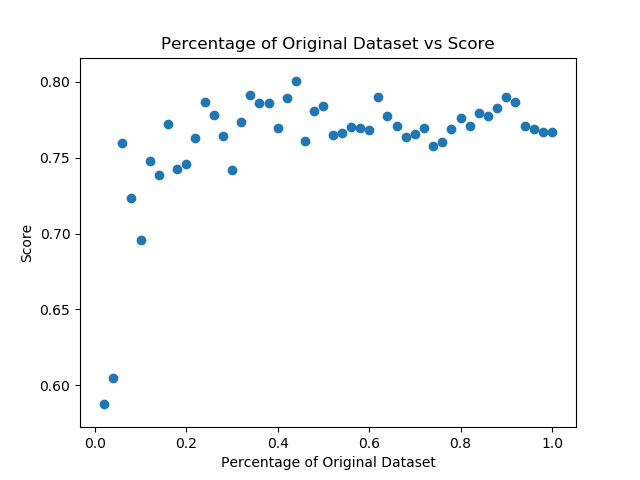 Percentage of Original Dataset vs Score
0.80
0.75
0.70
0.65
0.60
Score
0.0 0.2 0.4 0.6 0.8 1.0
Percentage of Original Dataset